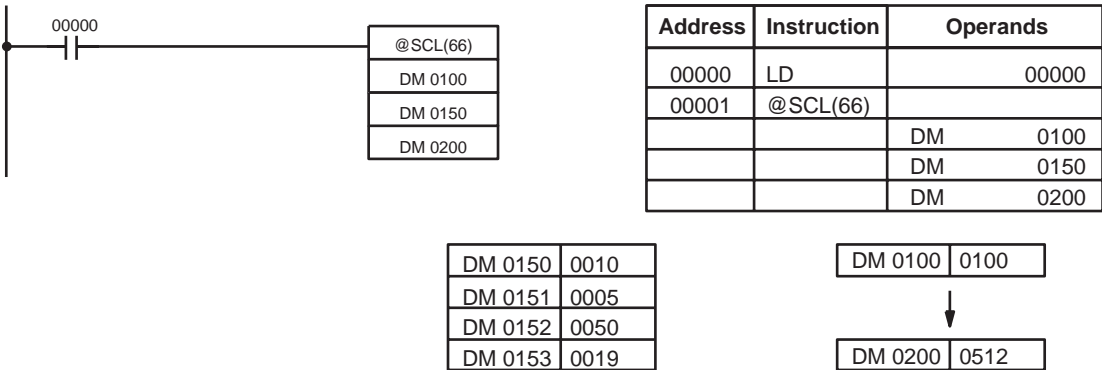 00000
@SCL(66)
DM 0100
DM 0150
DM 0200
Address Instruction Operands
00000 LD 00000
00001 @SCL(66)
DM 0100
DM 0150
DM 0200
DM 0150 0010
DM 0151 0005
DM 0152 0050
DM 0153 0019
DM 0100 0100
DM 0200 0512